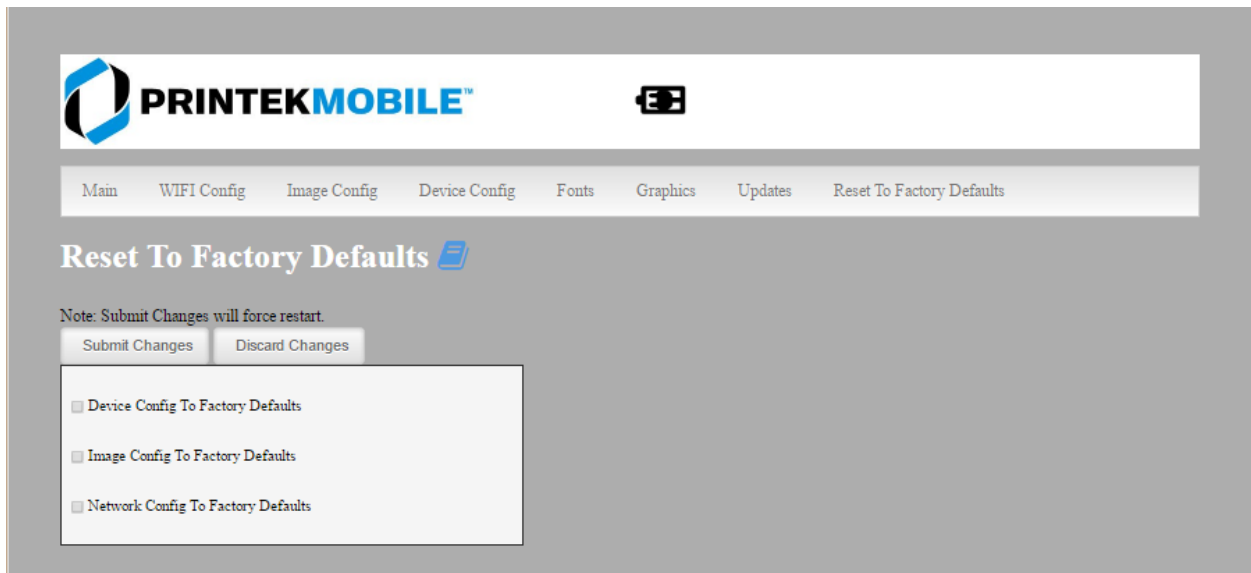 PRINTEKMOBILE™
Main WIFI Config Image Config Device Config Fonts Graphics Updates Reset To Factory Defaults
Reset To Factory Defaults
Note: Submit Changes will force restart.
Submit Changes Discard Changes
Device Config To Factory Defaults
Image Config To Factory Defaults
Network Config To Factory Defaults